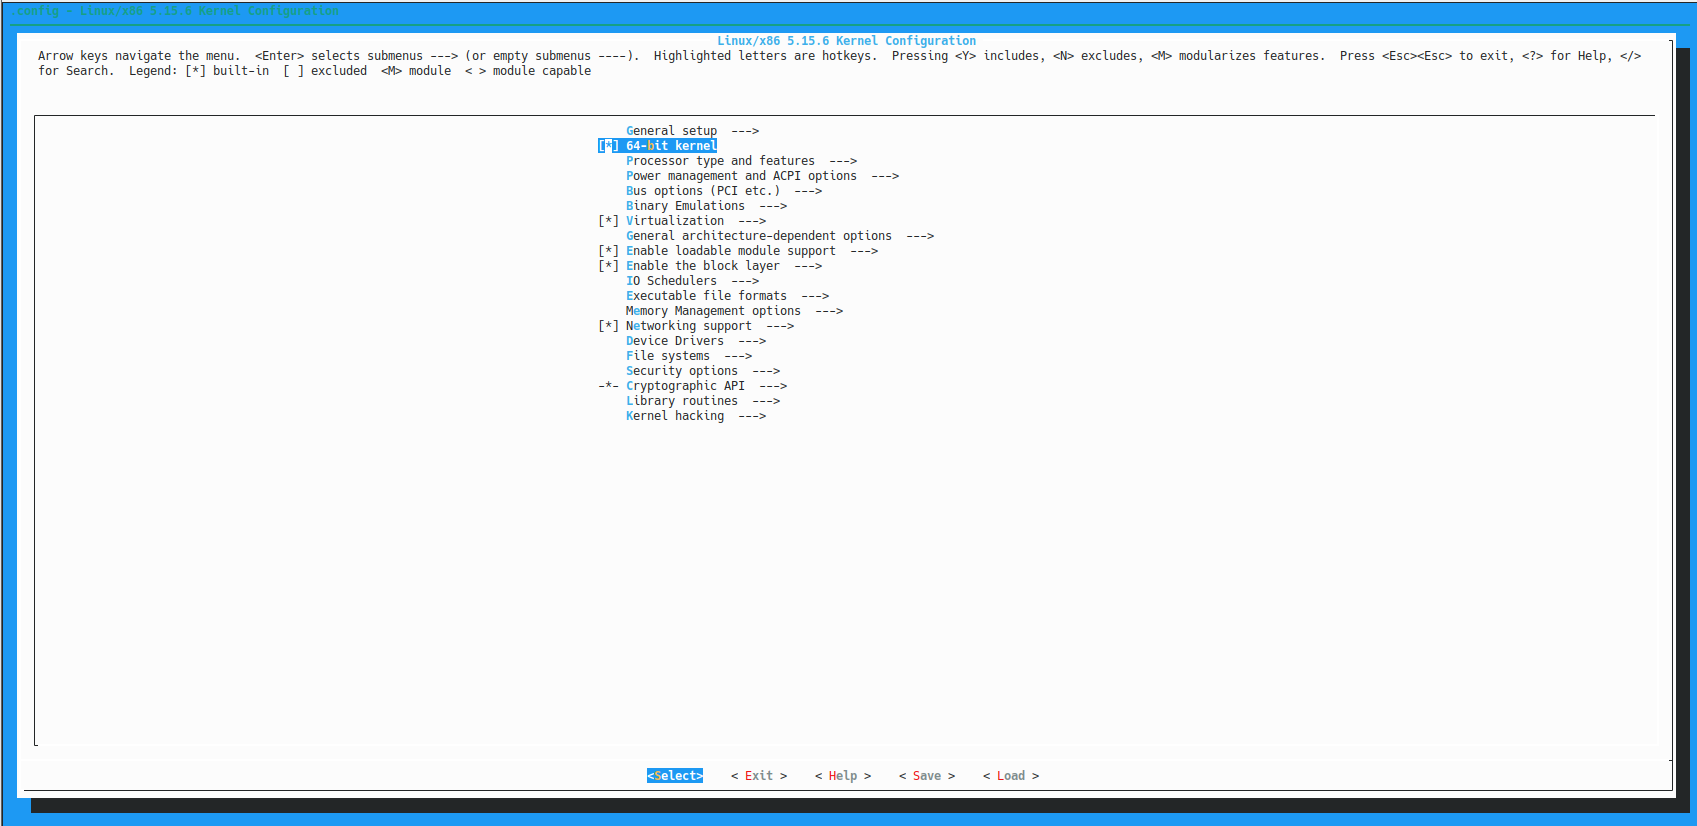 .config - Linux/x86 5.15.6 Kernel Configuration
Linux/x86 5.15.6 Kernel Configuration
Arrow keys navigate the menu.  <Enter> selects submenus ---> (or empty submenus ----).  Highlighted letters are hotkeys.  Pressing <Y> includes, <N> excludes, <M> modularizes features.  Press <Esc><Esc> to exit, <?> for Help, </>
for Search.  Legend: [*] built-in  [ ] excluded  <M> module  < > module capable
General setup  --->
[*] 64-bit kernel
Processor type and features  --->
Power management and ACPI options  --->
Bus options (PCI etc.)  --->
Binary Emulations  --->
[*] Virtualization  --->
General architecture-dependent options  --->
[*] Enable loadable module support  --->
[*] Enable the block layer  --->
IO Schedulers  --->
Executable file formats  --->
Memory Management options  --->
[*] Networking support  --->
Device Drivers  --->
File systems  --->
Security options  --->
-*- Cryptographic API  --->
Library routines  --->
Kernel hacking  --->
<Select>    < Exit >    < Help >    < Save >    < Load >